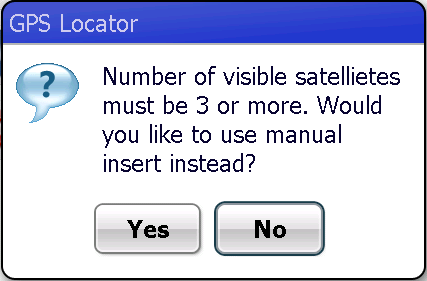 GPS Locator
Number of visible satellietes
must be 3 or more. Would
you like to use manual
insert instead?
Yes No